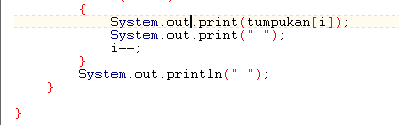 {
System.out.print(tumpukan[i]);
System.out.print(" ");
i--;
}
System.out.println(" ");
}
}